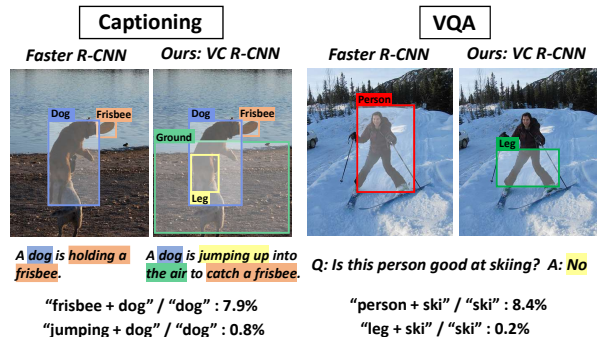 Captioning
VQA
Faster R-CNN
Ours: VC R-CNN
Faster R-CNN
Ours: VC R-CNN
Dog
Frisbee
Dog
Frisbee
Ground
Leg
Person
Leg
A dog is holding a
frisbee.
A dog is jumping up into
the air to catch a frisbee.
Q: Is this person good at skiing? A: No
“frisbee + dog” / “dog” : 7.9%
“jumping + dog” / “dog” : 0.8%
“person + ski” / “ski” : 8.4%
“leg + ski” / “ski” : 0.2%